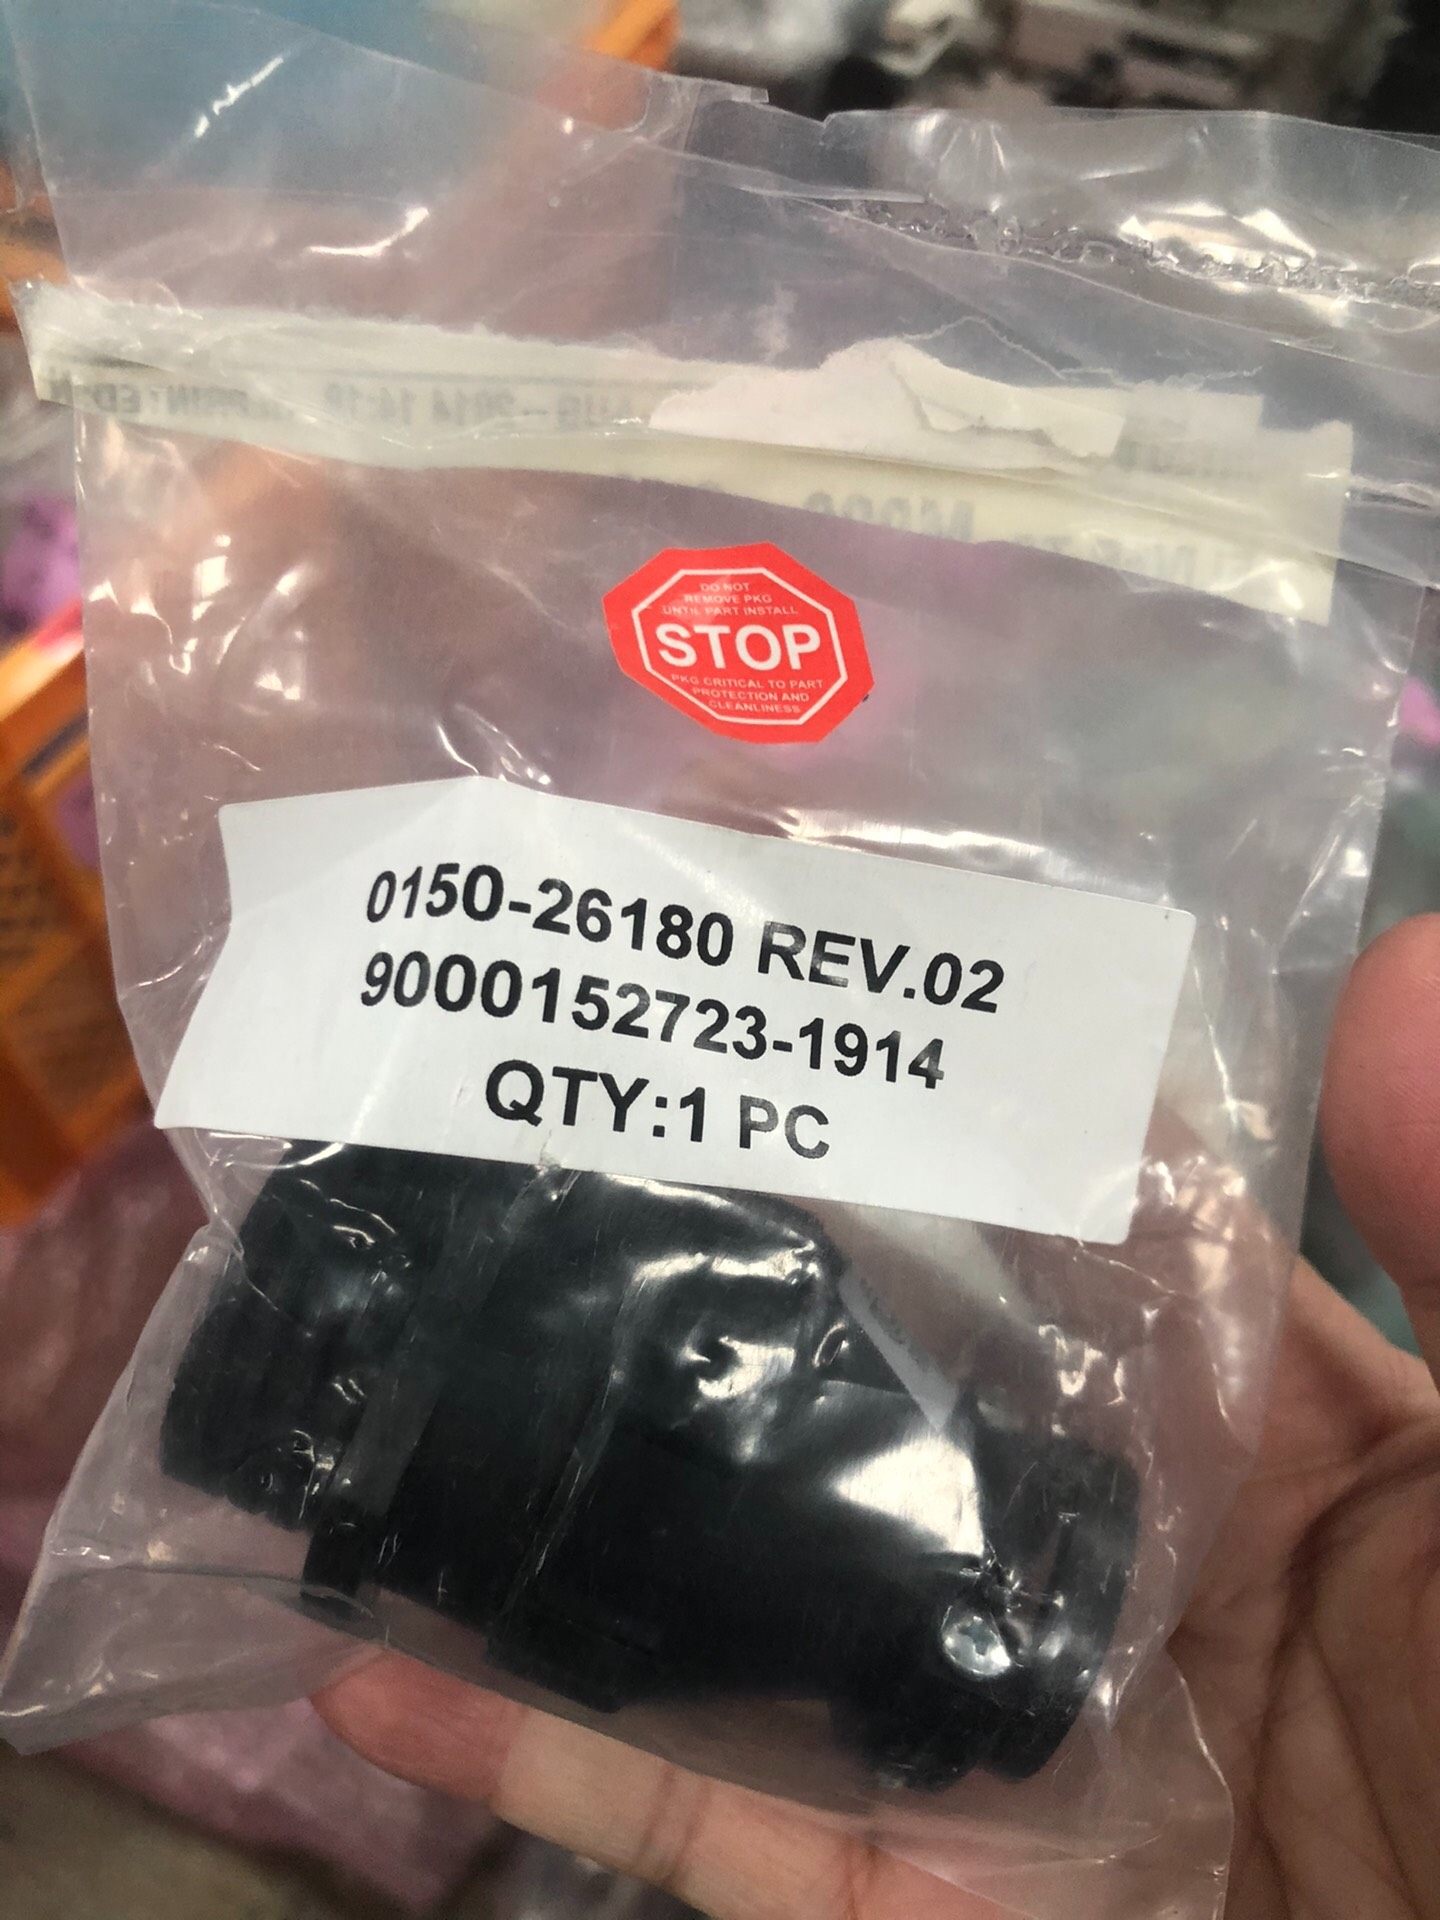 DO NOT
REMOVE PKG
UNTIL PART INSTALL
STOP
PKG CRITICAL TO PART
PROTECTION AND
CLEANLINESS
0150-26180 REV.02
9000152723-1914
QTY:1 PC